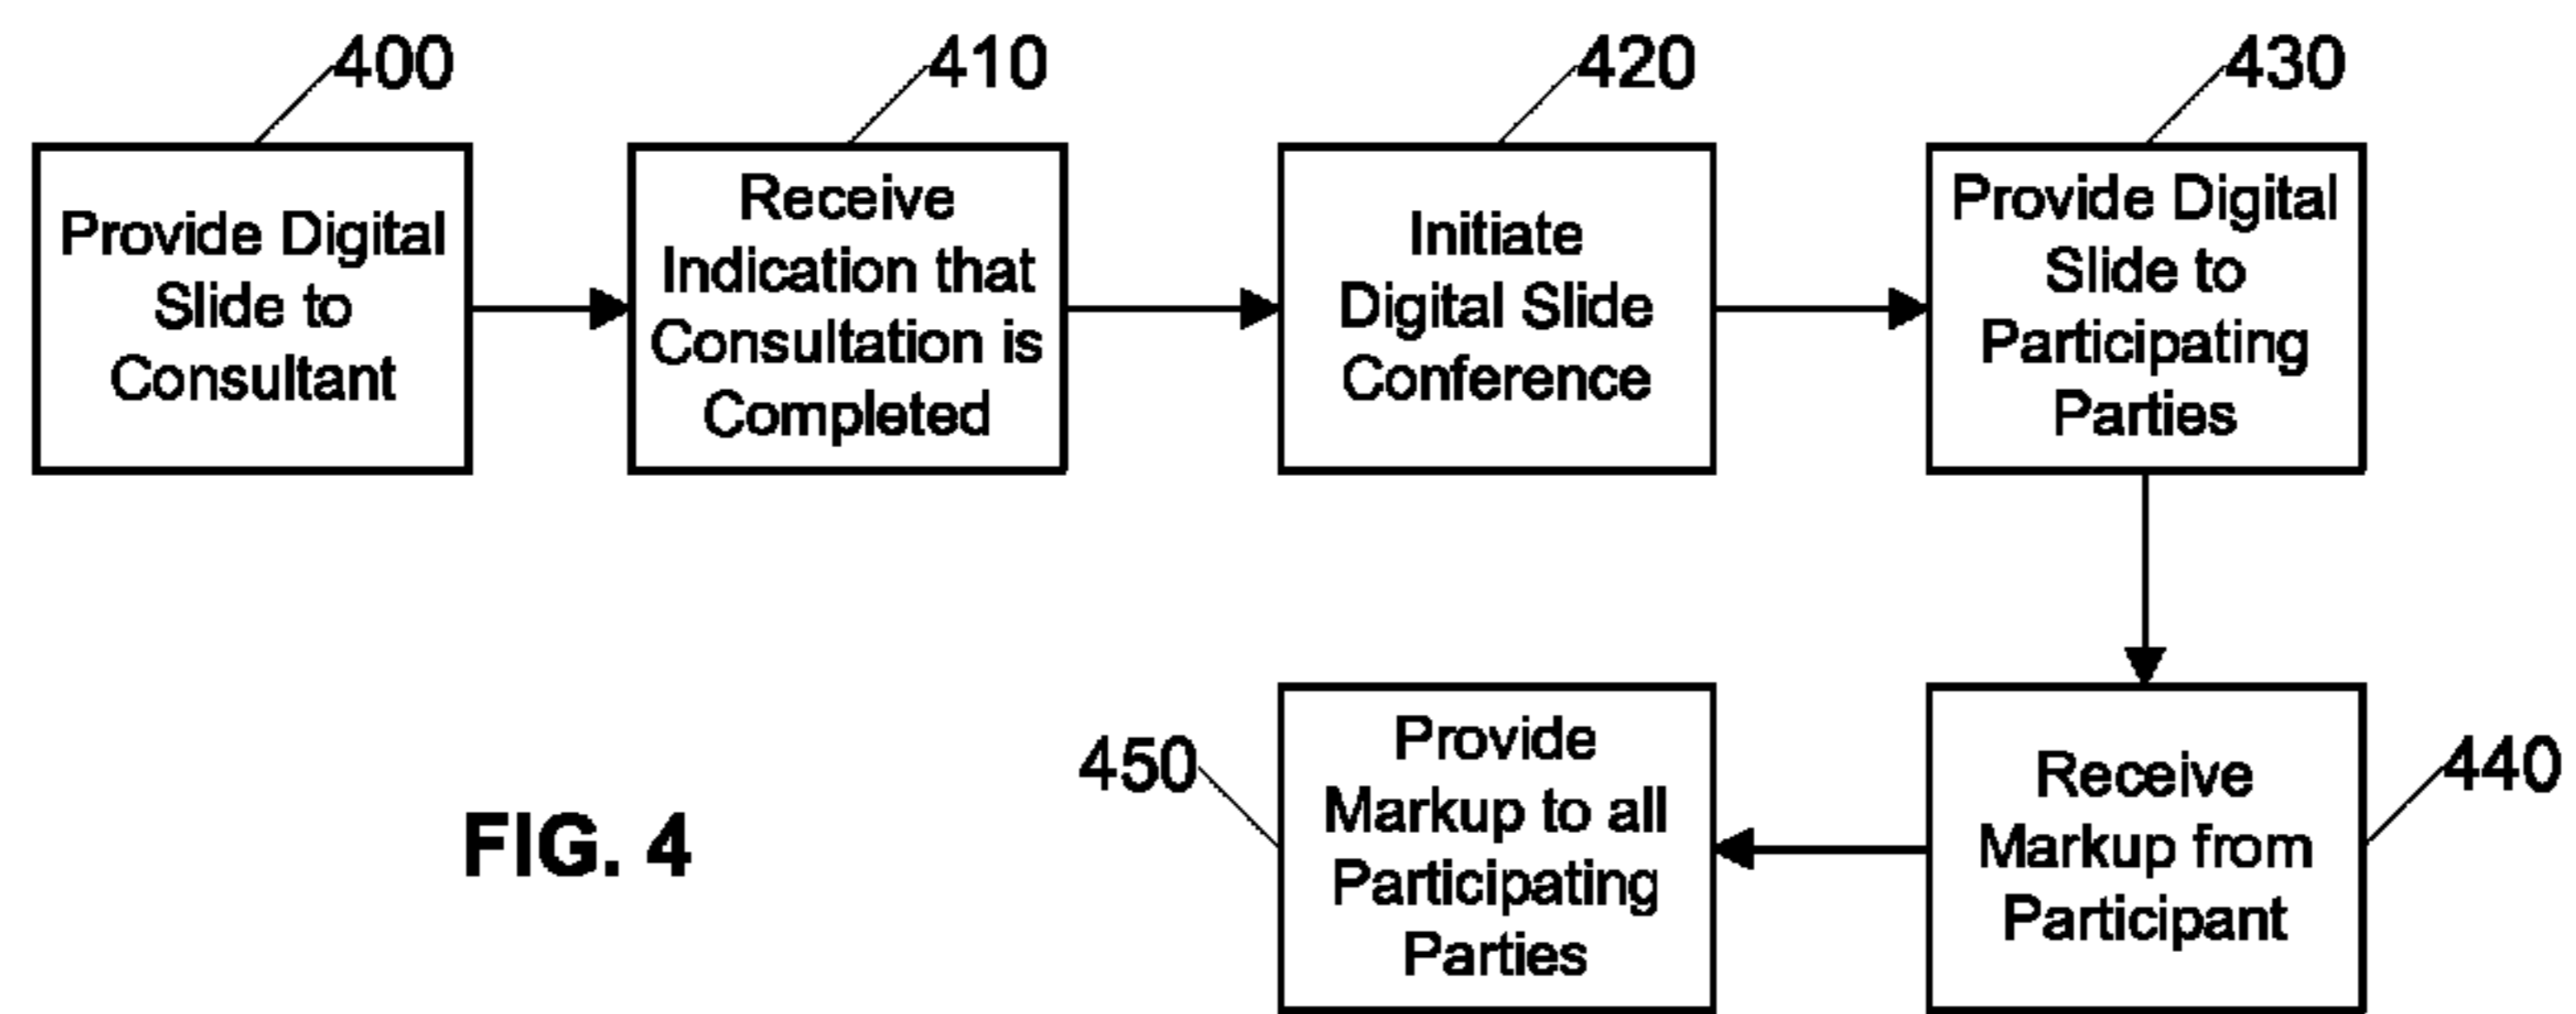 400
Provide Digital
Slide to
Consultant
410
Receive
Indication that
Consultation is
Completed
420
Initiate
Digital Slide
Conference
430
Provide Digital
Slide to
Participating
Parties
440
Receive
Markup from
Participant
450
Provide
Markup to all
Participating
Parties
FIG. 4